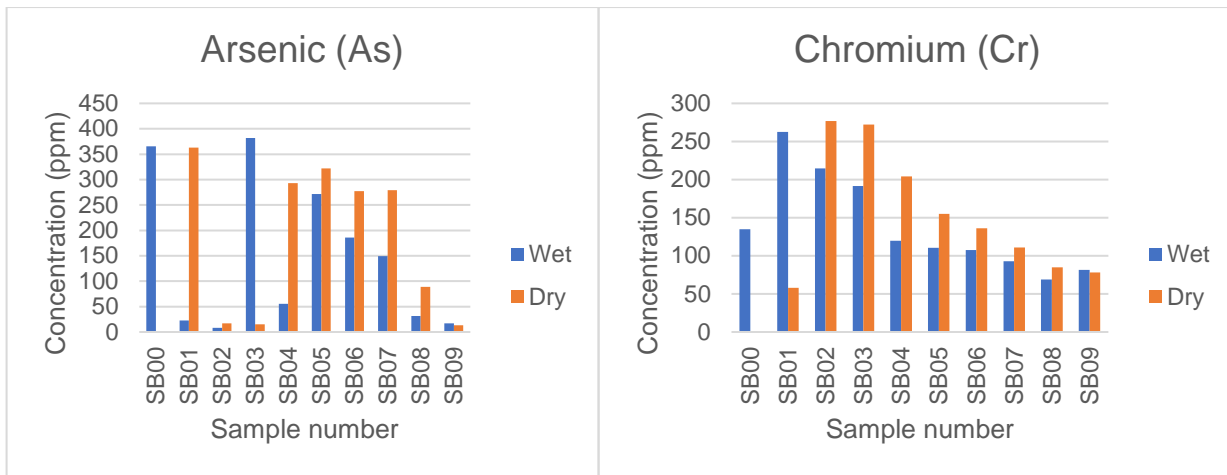 Arsenic (As)
Concentration (ppm)
450
400
350
300
250
200
150
100
50
0
SB00
SB01
SB02
SB03
SB04
SB05
SB06
SB07
SB08
SB09
Sample number
Wet
Dry
Chromium (Cr)
Concentration (ppm)
300
250
200
150
100
50
0
SB00
SB01
SB02
SB03
SB04
SB05
SB06
SB07
SB08
SB09
Sample number
Wet
Dry